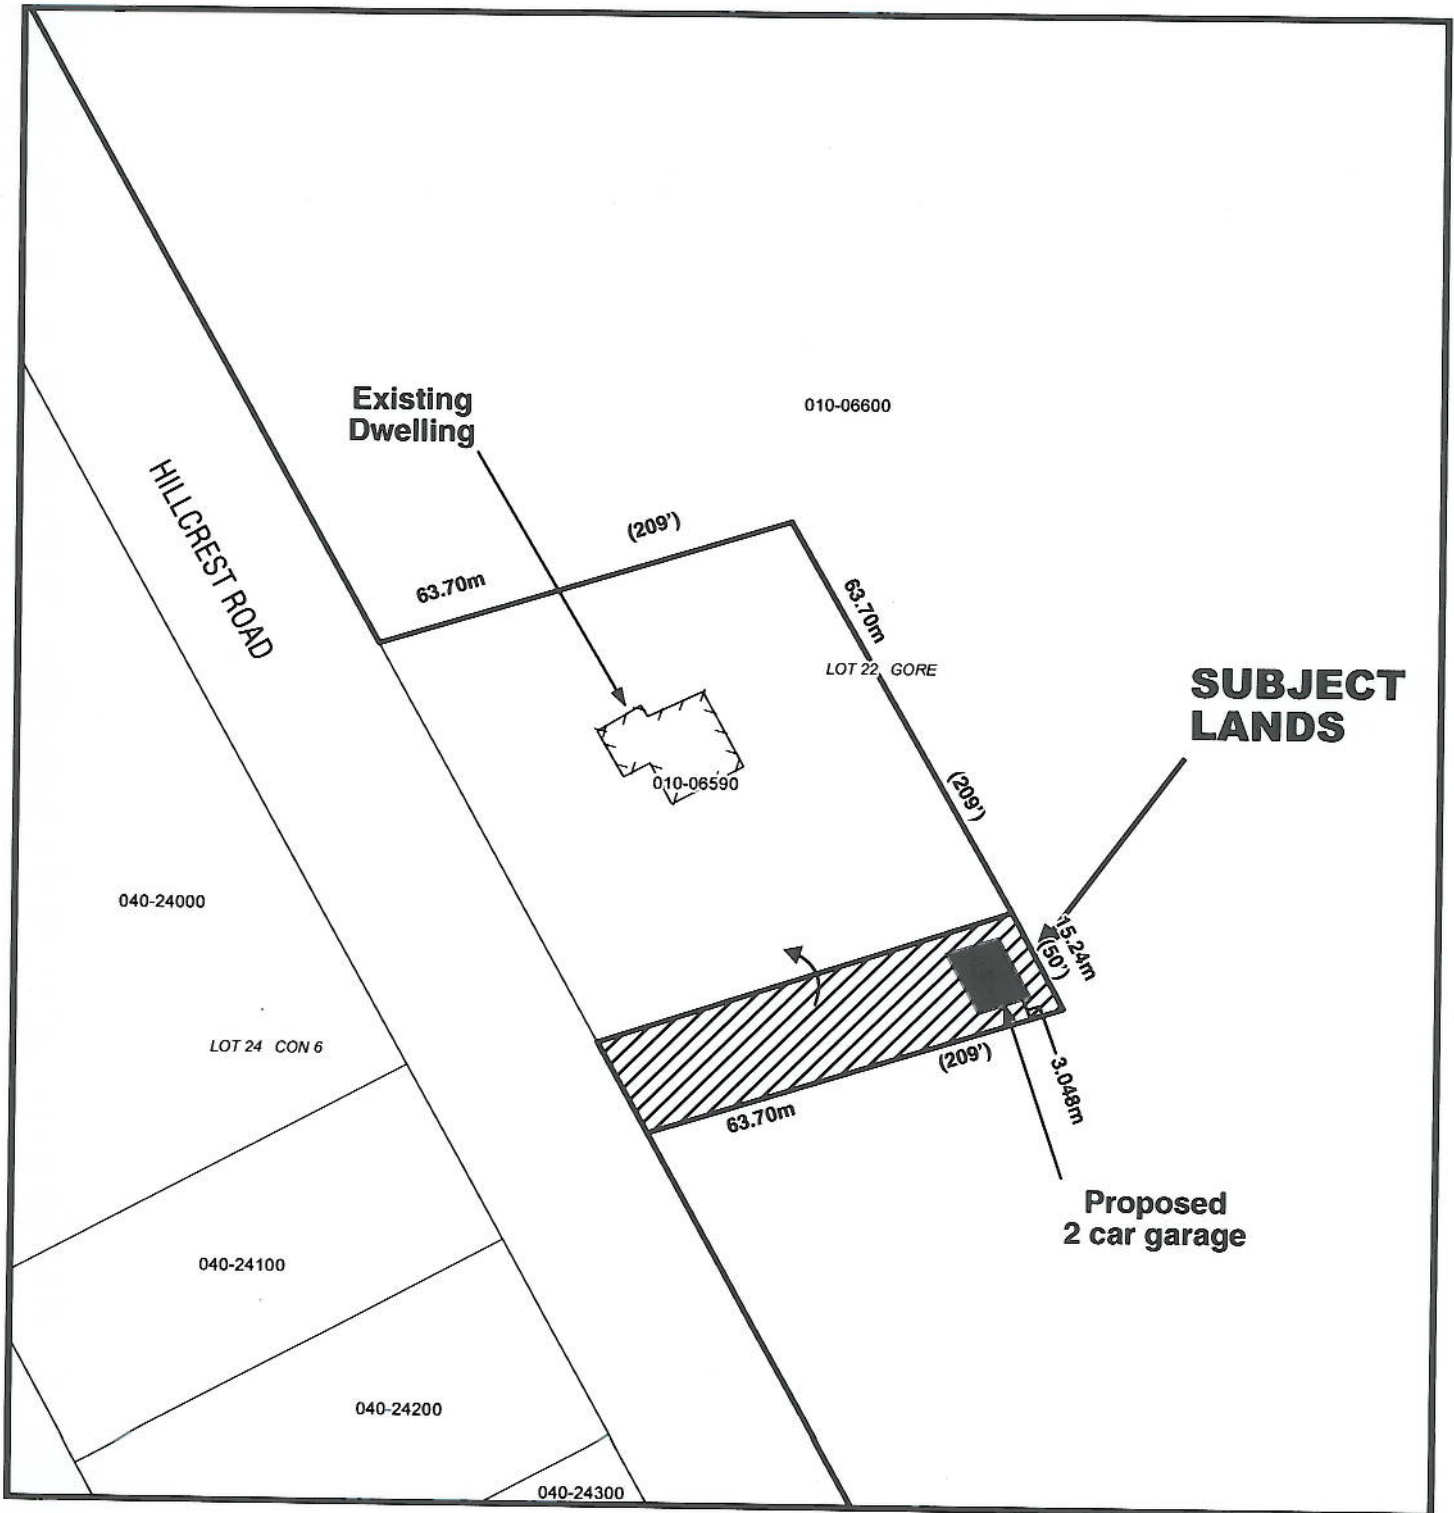 Existing
Dwelling
010-06600
HILLCREST ROAD
(209')
63.70m
63.70m
LOT 22 GORE
SUBJECT
LANDS
010-06590
(209')
040-24000
15.24m
(50')
LOT 24 CON 6
(209')
3.048m
63.70m
Proposed
2 car garage
040-24100
040-24200
040-24300